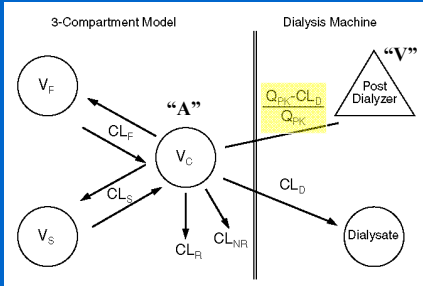 3-Compartment Model
Dialysis Machine
V_F
"V"
Post
Dialyzer
"A"
Q_PK-CL_D
Q_PK
CL_F
V_C
CL_S
CL_D
V_S
CL_R
CL_NR
Dialysate